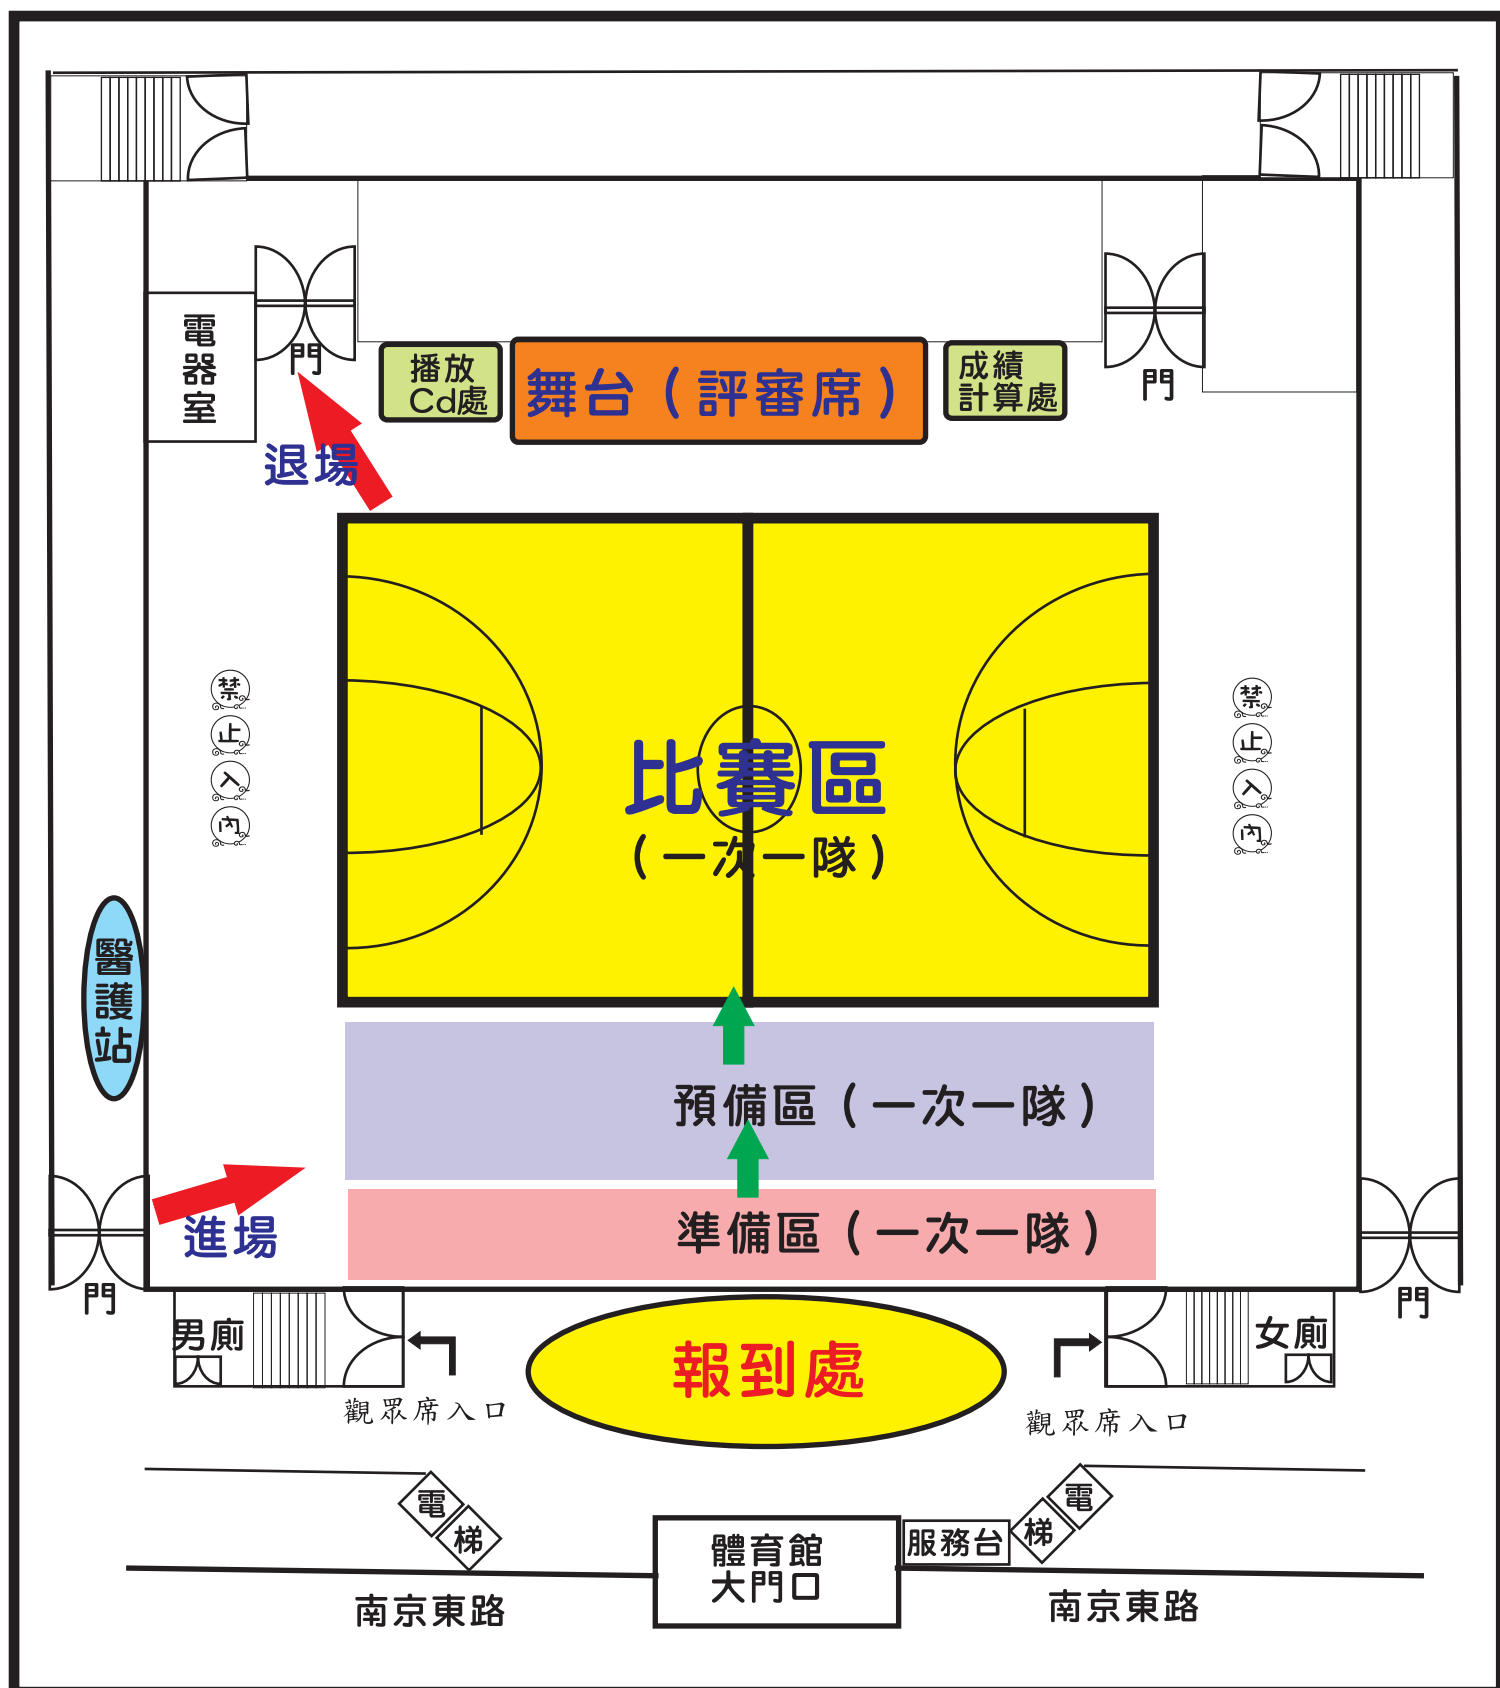 電器室
門
播放
Cd處
舞台（評審席）
成績
計算處
門
退場
禁止入內
禁止入內
比賽區
（一次一隊）
醫護站
預備區（一次一隊）
進場
準備區（一次一隊）
門
門
男廁
女廁
報到處
觀眾席入口
觀眾席入口
電梯
電梯
服務台
體育館
大門口
南京東路
南京東路